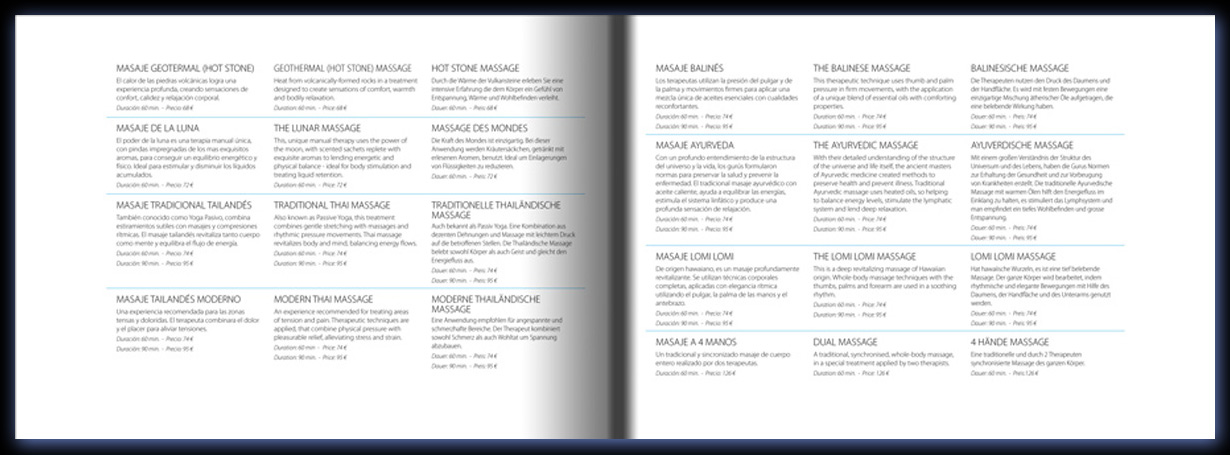 MASAJE GEOTERMAL (HOT STONE)
El calor de las piedras volcánicas logra una
experiencia profunda, creando sensaciones de
confort, calidez y relajación corporal.
Duración: 60 min. - Precio: 68 €
GEOTHERMAL (HOT STONE) MASSAGE
Heat from volcanically-formed rocks in a treatment
designed to create sensations of comfort, warmth
and bodily relaxation.
Duration: 60 min. - Price: 68 €
HOT STONE MASSAGE
Durch die Wärme der Vulkansteine erleben Sie eine
intensive Erfahrung die dem Körper ein Gefühl von
Entspannung, Wärme und Wohlbefinden verleiht.
Dauer: 60 min. - Preis: 68 €
MASAJE DE LA LUNA
El poder de la luna es una terapia manual única,
con pindas impregnadas de los mas exquisitos
aromas, para conseguir un equilibrio energético y
físico. Ideal para estimular y disminuir los líquidos
acumulados.
Duración: 60 min. - Precio: 72 €
THE LUNAR MASSAGE
This, unique manual therapy uses the power of
the moon, with scented sachets replete with
exquisite aromas to lending energetic and
physical balance - ideal for body stimulation and
treating liquid retention.
Duration: 60 min. - Price: 72 €
MASSAGE DES MONDES
Die Kraft des Mondes ist einzigartig. Bei dieser
Anwendung werden Kräutersäckchen, getänkt mit
erlesenen Aromen, benutzt. Ideal um Einlagerungen
von Flüssigkeiten zu reduzieren.
Dauer: 60 min. - Preis: 72 €
MASAJE TRADICIONAL TAILANDÉS
También conocido como Yoga Pasivo, combina
estiramientos sutiles con masajes y compresiones
rítmicas. El masaje tailandés revitaliza tanto cuerpo
como mente y equilibra el flujo de energía.
Duración: 60 min. - Precio: 74 €
Duración: 90 min. - Precio: 95 €
TRADITIONAL THAI MASSAGE
Also known as Passive Yoga, this treatment
combines gentle stretching with massages and
rhythmic pressure movements. Thai massage
revitalizes body and mind, balancing energy flows.
Duration: 60 min. - Price: 74 €
Duration: 90 min. - Price: 95 €
TRADITIONELLE THAILÄNDISCHE
MASSAGE
Auch bekannt als Passiv Yoga. Eine Kombination aus
dezenten Dehnungen und Massage mit leichtem Druck
auf die betroffenen Stellen. Die Thailändische Massage
belebt sowohl Körper als auch Geist und gleicht den
Energiefluss aus.
Dauer: 60 min. - Preis: 74 €
Dauer: 90 min. - Preis: 95 €
MASAJE TAILANDÉS MODERNO
Una experiencia recomendada para las zonas
tensas y doloridas. El terapeuta combinara el dolor
y el placer para aliviar tensiones.
Duración: 60 min. - Precio: 74 €
Duración: 90 min. - Precio: 95 €
MODERN THAI MASSAGE
An experience recommended for treating areas
of tension and pain. Therapeutic techniques are
applied, that combine physical pressure with
pleasurable relief, alleviating stress and strain.
Duration: 60 min. - Price: 74 €
Duration: 90 min. - Price: 95 €
MODERNE THAILÄNDISCHE
MASSAGE
Eine Anwendung empfohlen für angespannte und
schmerzhafte Bereiche. Der Therapeut kombiniert
sowohl Schmerz als auch Wohltat um Spannung
abzubauen.
Dauer: 60 min. - Preis: 74 €
Dauer: 90 min. - Preis: 95 €
MASAJE BALINÉS
Los terapeutas utilizan la presión del pulgar y de
la palma y movimientos firmes para aplicar una
mezcla única de aceites esenciales con cualidades
reconfortantes.
Duración: 60 min. - Precio: 74 €
Duración: 90 min. - Precio: 95 €
THE BALINESE MASSAGE
This therapeutic technique uses thumb and palm
pressure in firm movements, with the application
of a unique blend of essential oils with comforting
properties.
Duration: 60 min. - Price: 74 €
Duration: 90 min. - Price: 95 €
BALINESISCHE MASSAGE
Die Therapeuten nutzen den Druck des Daumens und
der Handfläche. Es wird mit festen Bewegungen eine
einzigartige Mischung ätherischer Öle aufgetragen, die
eine belebende Wirkung haben.
Dauer: 60 min. - Preis: 74 €
Dauer: 90 min. - Preis: 95 €
MASAJE AYURVEDA
Con un profundo entendimiento de la estructura
del universo y la vida, los gurús formularon
normas para preservar la salud y prevenir la
enfermedad. El tradicional masaje ayurvédico con
aceite caliente, ayuda a equilibrar las energías,
estimula el sistema linfático y produce una
profunda sensación de relajación.
Duración: 60 min. - Precio: 74 €
Duración: 90 min. - Precio: 95 €
THE AYURVEDIC MASSAGE
With their detailed understanding of the structure
of the universe and life itself, the ancient masters
of Ayurvedic medicine created methods to
preserve health and prevent illness. Traditional
Ayurvedic massage uses heated oils, so helping
to balance energy levels, stimulate the lymphatic
system and lend deep relaxation.
Duration: 60 min. - Price: 74 €
Duration: 90 min. - Price: 95 €
AYUVERDISCHE MASSAGE
Mit einem großen Verständnis der Struktur des
Universum und des Lebens, haben die Gurus Normen
zur Erhaltung der Gesundheit und zur Vorbeugung
von Krankheiten erstellt. Die traditionelle Ayurvedische
Massage mit warmen Ölen hilft den Energiefluss im
Einklang zu halten, es stimuliert das Lymphsystem und
man empfindet ein tiefes Wohlbefinden und grosse
Entspannung.
Dauer: 60 min. - Preis: 74 €
Dauer: 90 min. - Preis: 95 €
MASAJE LOMI LOMI
De origen hawaiano, es un masaje profundamente
revitalizante. Se utilizan técnicas corporales
completas, aplicadas con elegancia rítmica
utilizando el pulgar, la palma de las manos y el
antebrazo.
Duración: 60 min. - Precio: 74 €
Duración: 90 min. - Precio: 95 €
THE LOMI LOMI MASSAGE
This is a deep revitalizing massage of Hawaiian
origin. Whole-body massage techniques with the
thumbs, palms and forearm are used in a soothing
rhythm.
Duration: 60 min. - Price: 74 €
Duration: 90 min. - Price: 95 €
LOMI LOMI MASSAGE
Hat hawaiische Wurzeln, es ist eine tief belebende
Massage. Der ganze Körper wird bearbeitet, indem
rhythmische und elegante Bewegungen mit Hilfe des
Daumens, der Handfläche und des Unterarms genutzt
werden.
Dauer: 60 min. - Preis: 74 €
Dauer: 90 min. - Preis: 95 €
MASAJE A 4 MANOS
Un tradicional y sincronizado masaje de cuerpo
entero realizado por dos terapeutas.
Duración: 60 min. - Precio: 126 €
DUAL MASSAGE
A traditional, synchronised, whole-body massage,
in a special treatment applied by two therapists.
Duration: 60 min. - Price: 126 €
4 HÄNDE MASSAGE
Eine traditionelle und durch 2 Therapeuten
synchronisierte Massage des ganzen Körper.
Dauer: 60 min. - Preis: 126 €